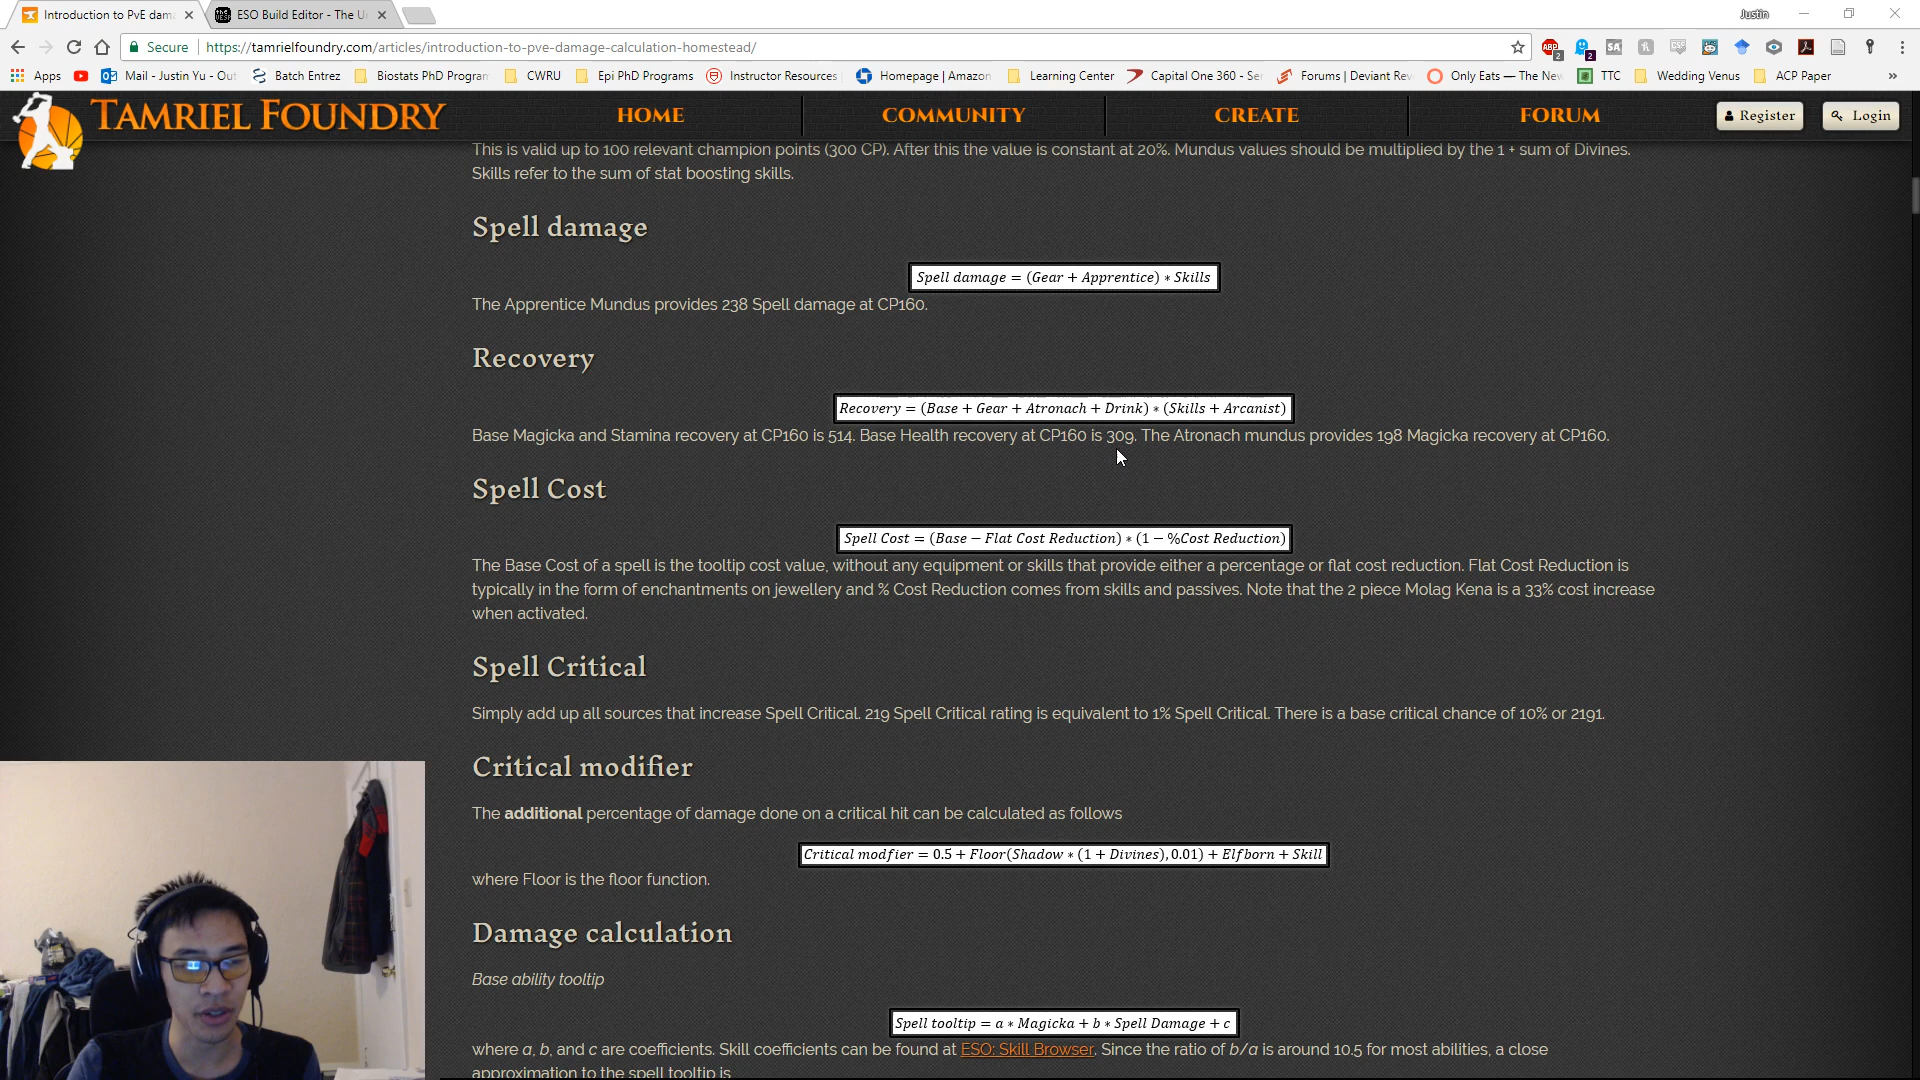 Introduction to PvE dam
ESO Build Editor - The U
Justin
Secure
https://tamrielfoundry.com/articles/introduction-to-pve-damage-calculation-homestead/
Apps
Mail - Justin Yu - Out
Batch Entrez
Biostats PhD Program
CWRU
Epi PhD Programs
Instructor Resources
Homepage | Amazon
Learning Center
Capital One 360 - Ser
Forums | Deviant Rev
Only Eats — The New
TTC
Wedding Venus
ACP Paper
»
TAMRIEL FOUNDRY
HOME
COMMUNITY
CREATE
FORUM
Register
Login
This is valid up to 100 relevant champion points (300 CP). After this the value is constant at 20%. Mundus values should be multiplied by the 1 + sum of Divines.
Skills refer to the sum of stat boosting skills.
Spell damage
Spell damage = (Gear + Apprentice) * Skills
The Apprentice Mundus provides 238 Spell damage at CP160.
Recovery
Recovery = (Base + Gear + Atronach + Drink) * (Skills + Arcanist)
Base Magicka and Stamina recovery at CP160 is 514. Base Health recovery at CP160 is 309. The Atronach mundus provides 198 Magicka recovery at CP160.
Spell Cost
Spell Cost = (Base − Flat Cost Reduction) * (1 − %Cost Reduction)
The Base Cost of a spell is the tooltip cost value, without any equipment or skills that provide either a percentage or flat cost reduction. Flat Cost Reduction is
typically in the form of enchantments on jewellery and % Cost Reduction comes from skills and passives. Note that the 2 piece Molag Kena is a 33% cost increase
when activated.
Spell Critical
Simply add up all sources that increase Spell Critical. 219 Spell Critical rating is equivalent to 1% Spell Critical. There is a base critical chance of 10% or 2191.
Critical modifier
The additional percentage of damage done on a critical hit can be calculated as follows
Critical modfier = 0.5 + Floor(Shadow * (1 + Divines), 0.01) + Elfborn + Skill
where Floor is the floor function.
Damage calculation
Base ability tooltip
Spell tooltip = a * Magicka + b * Spell Damage + c
where a, b, and c are coefficients. Skill coefficients can be found at ESO: Skill Browser. Since the ratio of b/a is around 10.5 for most abilities, a close
approximation to the spell tooltip is